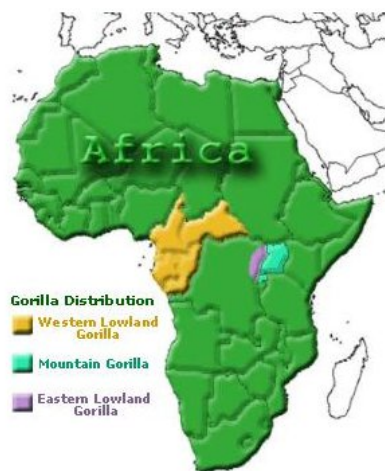 Africa
Gorilla Distribution
Western Lowland
Gorilla
Mountain Gorilla
Eastern Lowland
Gorilla